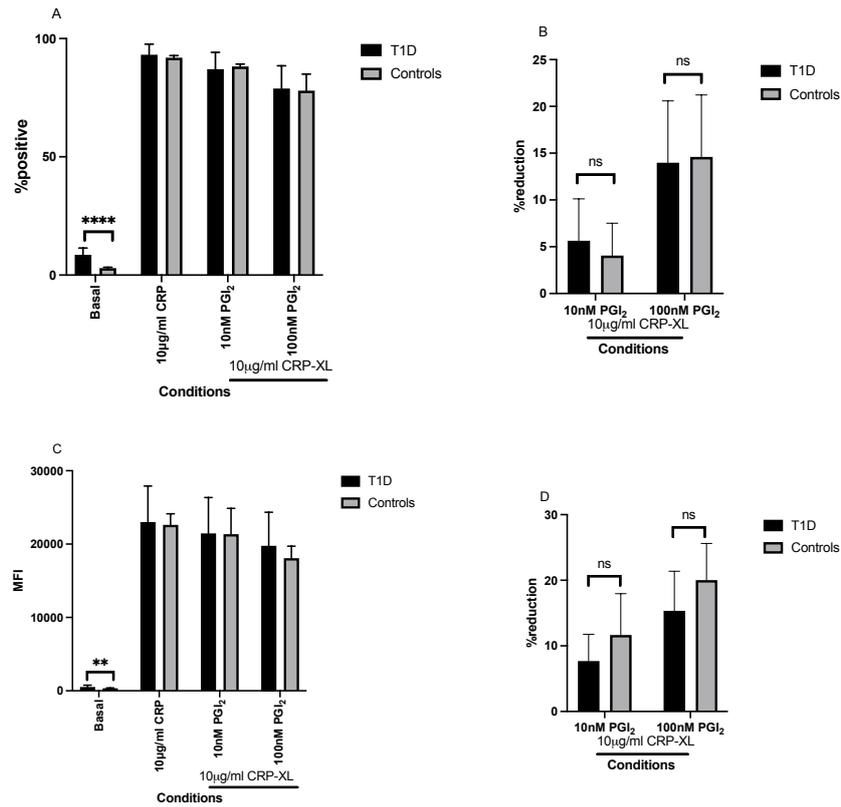 A
100
50
0
%positive
****
Basal
10µg/ml CRP
10nM PGI₂
100nM PGI₂
10µg/ml CRP-XL
Conditions
T1D
Controls
B
25
20
15
10
5
0
%reduction
ns
ns
10nM PGI₂
100nM PGI₂
10µg/ml CRP-XL
Conditions
T1D
Controls
C
30000
20000
10000
0
MFI
**
Basal
10µg/ml CRP
10nM PGI₂
100nM PGI₂
10µg/ml CRP-XL
Conditions
T1D
Controls
D
30
20
10
0
%reduction
ns
ns
10nM PGI₂
100nM PGI₂
10µg/ml CRP-XL
Conditions
T1D
Controls